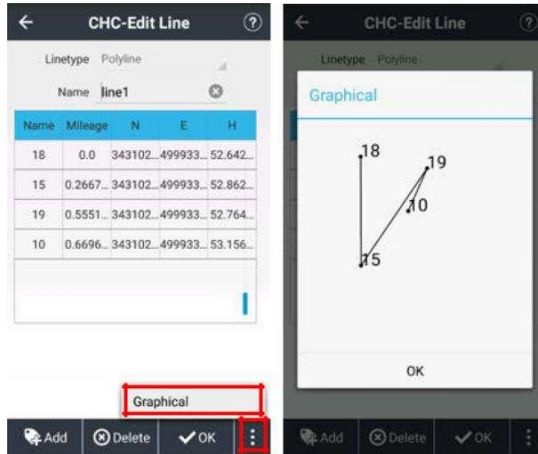 CHC-Edit Line
Linetype Polyline
Name line1
Name Mileage N E H
18 0.0 343102... 499933... 52.642...
15 0.2667... 343102... 499933... 52.862...
19 0.5551... 343102... 499933... 52.764...
10 0.6696... 343102... 499933... 53.156...
Graphical
Add Delete OK
CHC-Edit Line
Linetype Polyline
Graphical
18
19
10
15
OK
Add Delete OK